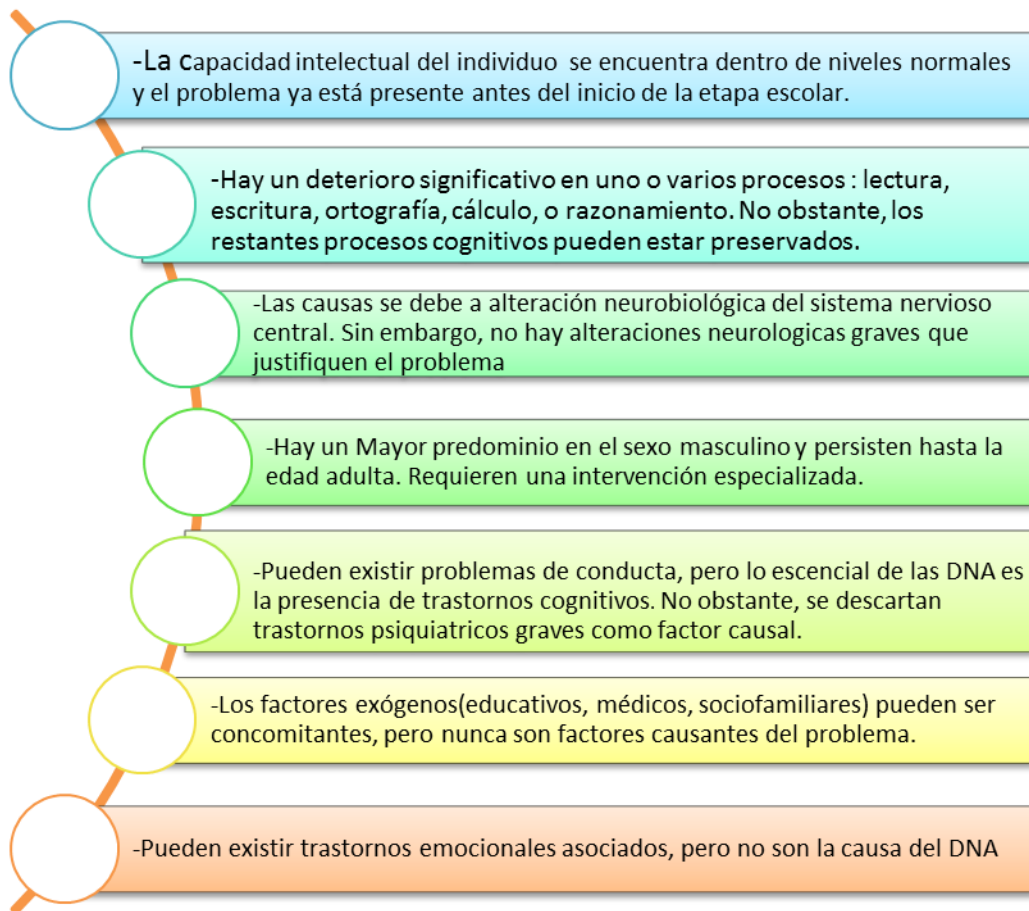 -La capacidad intelectual del individuo se encuentra dentro de niveles normales
y el problema ya está presente antes del inicio de la etapa escolar.
-Hay un deterioro significativo en uno o varios procesos : lectura,
escritura, ortografía, cálculo, o razonamiento. No obstante, los
restantes procesos cognitivos pueden estar preservados.
-Las causas se debe a alteración neurobiológica del sistema nervioso
central. Sin embargo, no hay alteraciones neurologicas graves que
justifiquen el problema
-Hay un Mayor predominio en el sexo masculino y persisten hasta la
edad adulta. Requieren una intervención especializada.
-Pueden existir problemas de conducta, pero lo escencial de las DNA es
la presencia de trastornos cognitivos. No obstante, se descartan
trastornos psiquiatricos graves como factor causal.
-Los factores exógenos(educativos, médicos, sociofamiliares) pueden ser
concomitantes, pero nunca son factores causantes del problema.
-Pueden existir trastornos emocionales asociados, pero no son la causa del DNA